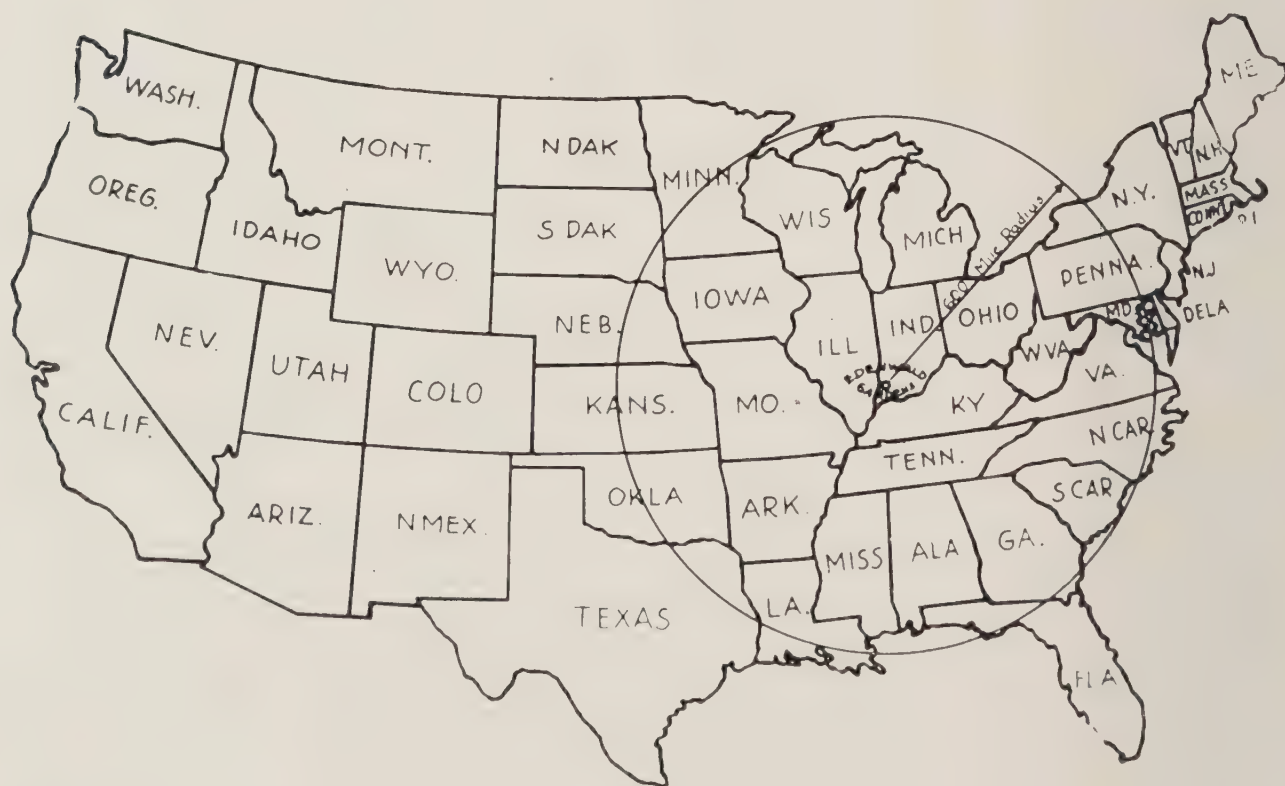 WASH.
MONT.
N DAK
MINN.
ME
VT
N.H.
OREG.
IDAHO
S DAK
WIS
MICH
N.Y.
MASS
CONN
WYO.
600 Mile Radius
NEV.
NEB.
IOWA
IND.
OHIO
PENNA.
N J
MD.
DELA
UTAH
COLO
KANS.
MO.
ILL
W VA
VA.
KY
CALIF.
N CAR
TENN.
ARIZ.
N MEX.
OKLA
ARK.
S CAR
MISS
ALA
GA.
TEXAS
LA.
FLA